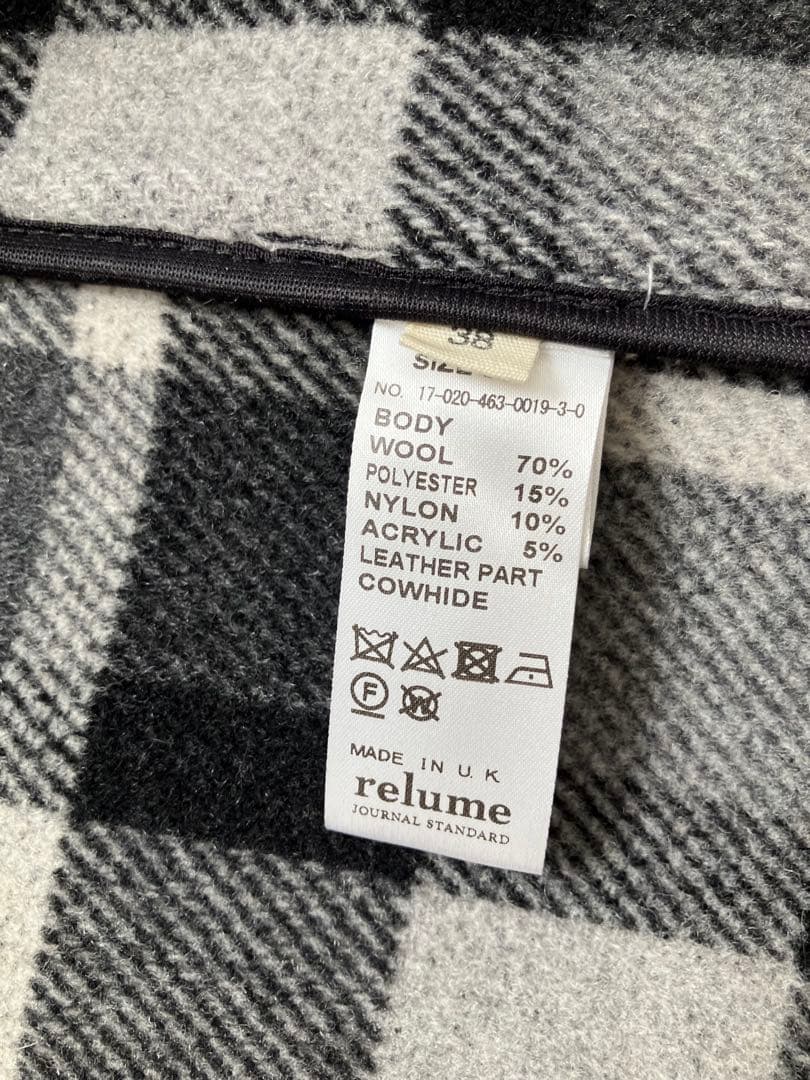 38
SIZE
NO. 17-020-463-0019-3-0
BODY
WOOL 70%
POLYESTER 15%
NYLON 10%
ACRYLIC 5%
LEATHER PART
COWHIDE
F W
MADE IN U.K
relume
JOURNAL STANDARD